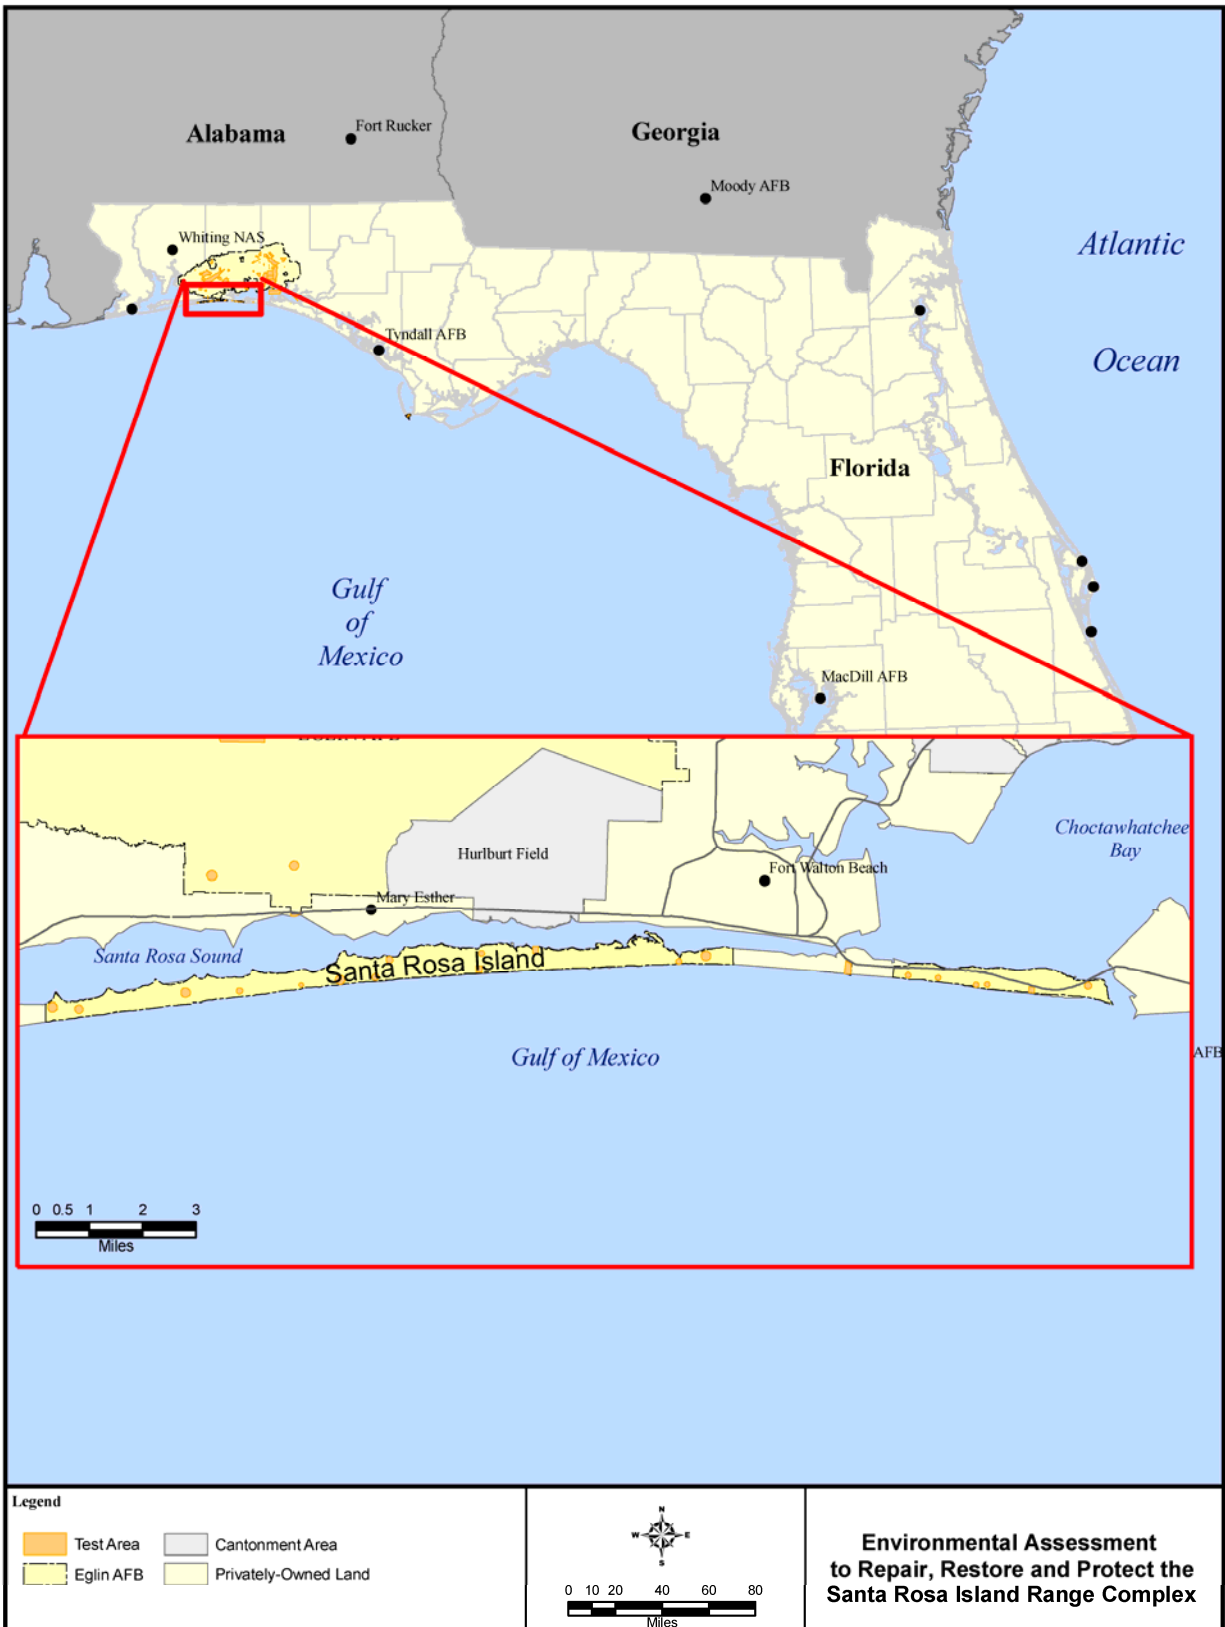 Alabama
Fort Rucker
Georgia
Moody AFB
Whiting NAS
Atlantic
Ocean
Tyndall AFB
Florida
Gulf
of
Mexico
MacDill AFB
Choctawhatchee
Bay
Hurlburt Field
Fort Walton Beach
Mary Esther
Santa Rosa Sound
Santa Rosa Island
Gulf of Mexico
AFB
0 0.5 1 2 3
Miles
Legend
Test Area
Cantonment Area
Eglin AFB
Privately-Owned Land
N
W E
S
0 10 20 40 60 80
Miles
Environmental Assessment
to Repair, Restore and Protect the
Santa Rosa Island Range Complex